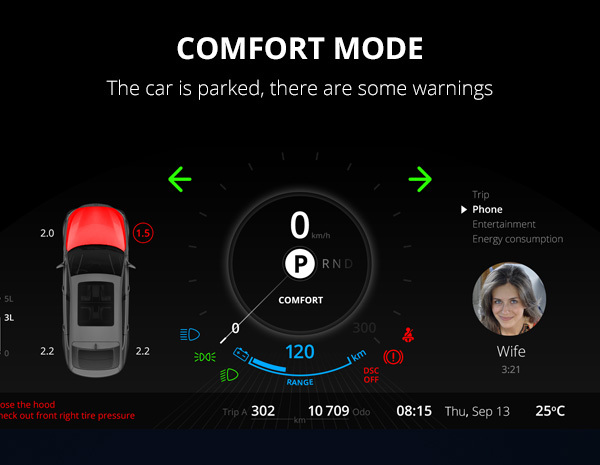 COMFORT MODE
The car is parked, there are some warnings
0
km/h
P R N D
COMFORT
0
300
120
km
RANGE
DSC
OFF
2.0
1.5
2.2
2.2
5L
3L
0
Trip
Phone
Entertainment
Energy consumption
Wife
3:21
ose the hood
heck out front right tire pressure
Trip A 302
km
10 709 Odo
08:15
Thu, Sep 13
25ºC